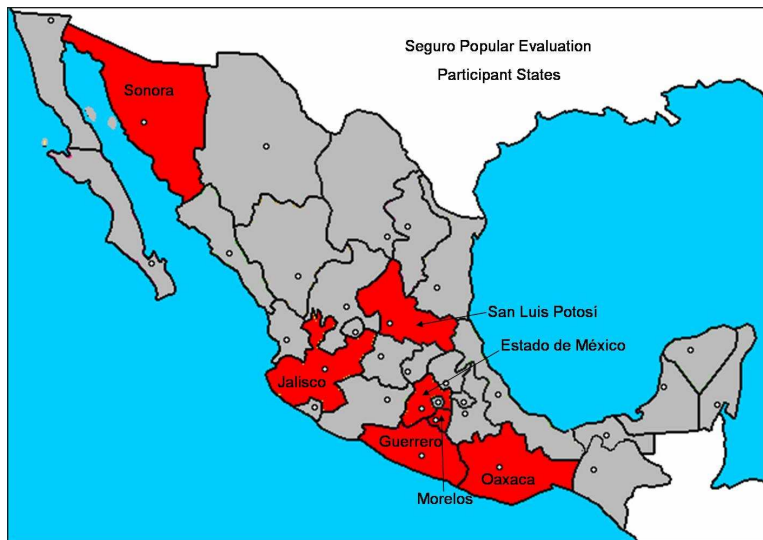 Seguro Popular Evaluation
Participant States
Sonora
San Luis Potosí
Estado de México
Jalisco
Guerrero
Oaxaca
Morelos